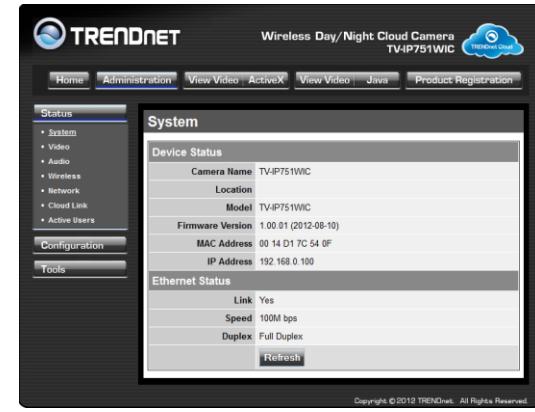 TRENDNET
Wireless Day/Night Cloud Camera
TV-IP751WIC
TRENDnet Cloud
Home Administration View Video ActiveX View Video Java Product Registration
Status
• System
• Video
• Audio
• Wireless
• Network
• Cloud Link
• Active Users
Configuration
Tools
System
Device Status
Camera Name TV-IP751WIC
Location
Model TV-IP751WIC
Firmware Version 1.00.01 (2012-08-10)
MAC Address 00 14 D1 7C 54 0F
IP Address 192.168.0.100
Ethernet Status
Link Yes
Speed 100M bps
Duplex Full Duplex
Refresh
Copyright © 2012 TRENDnet. All Rights Reserved.